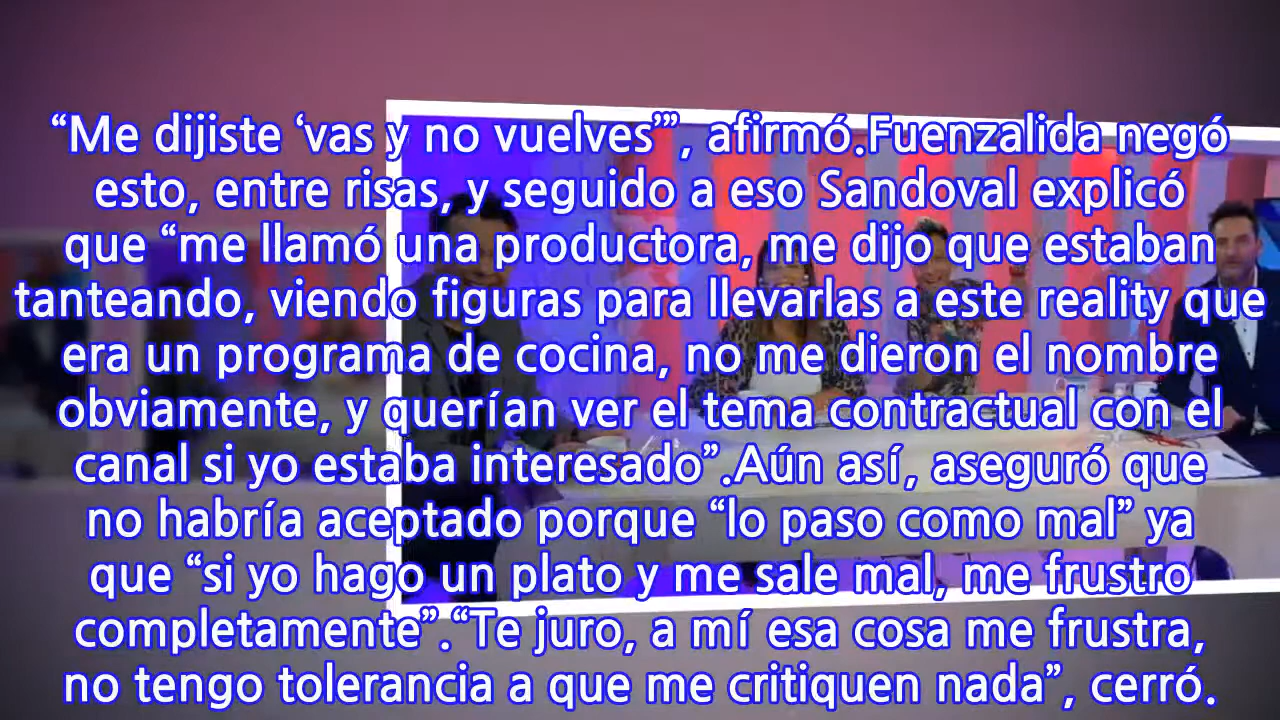 “Me dijiste ‘vas y no vuelves’”, afirmó.Fuenzalida negó
esto, entre risas, y seguido a eso Sandoval explicó
que “me llamó una productora, me dijo que estaban
tanteando, viendo figuras para llevarlas a este reality que
era un programa de cocina, no me dieron el nombre
obviamente, y querían ver el tema contractual con el
canal si yo estaba interesado”.Aún así, aseguró que
no habría aceptado porque “lo paso como mal” ya
que “si yo hago un plato y me sale mal, me frustro
completamente”.“Te juro, a mí esa cosa me frustra,
no tengo tolerancia a que me critiquen nada”, cerró.